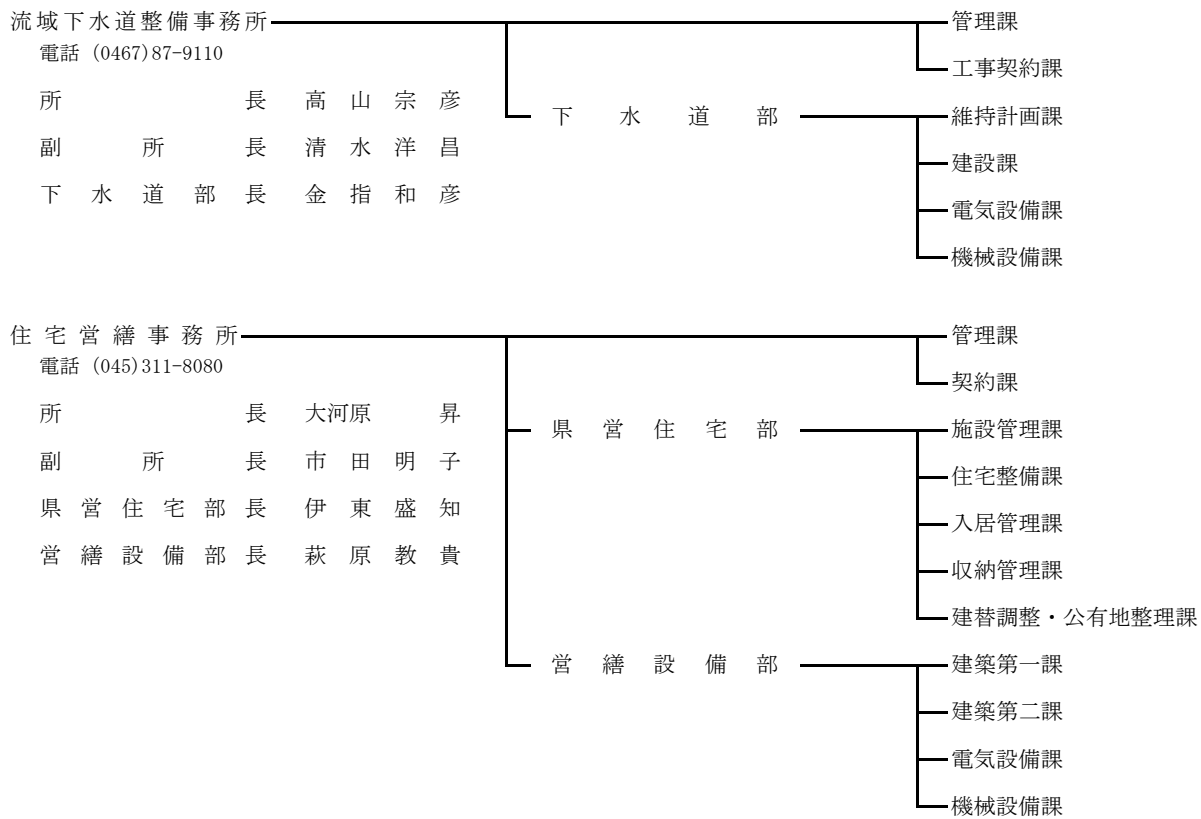 流域下水道整備事務所 管理課
電話 (0467)87-9110
工事契約課
所長 高山宗彦 下水道部 維持計画課
副所長 清水洋昌 建設課
下水道部長 金指和彦 電気設備課
機械設備課
住宅営繕事務所 管理課
電話 (045)311-8080
契約課
所長 大河原昇 県営住宅部 施設管理課
副所長 市田明子 住宅整備課
県営住宅部長 伊東盛知 入居管理課
営繕設備部長 萩原教貴 収納管理課
建替調整・公有地整理課
営繕設備部 建築第一課
建築第二課
電気設備課
機械設備課